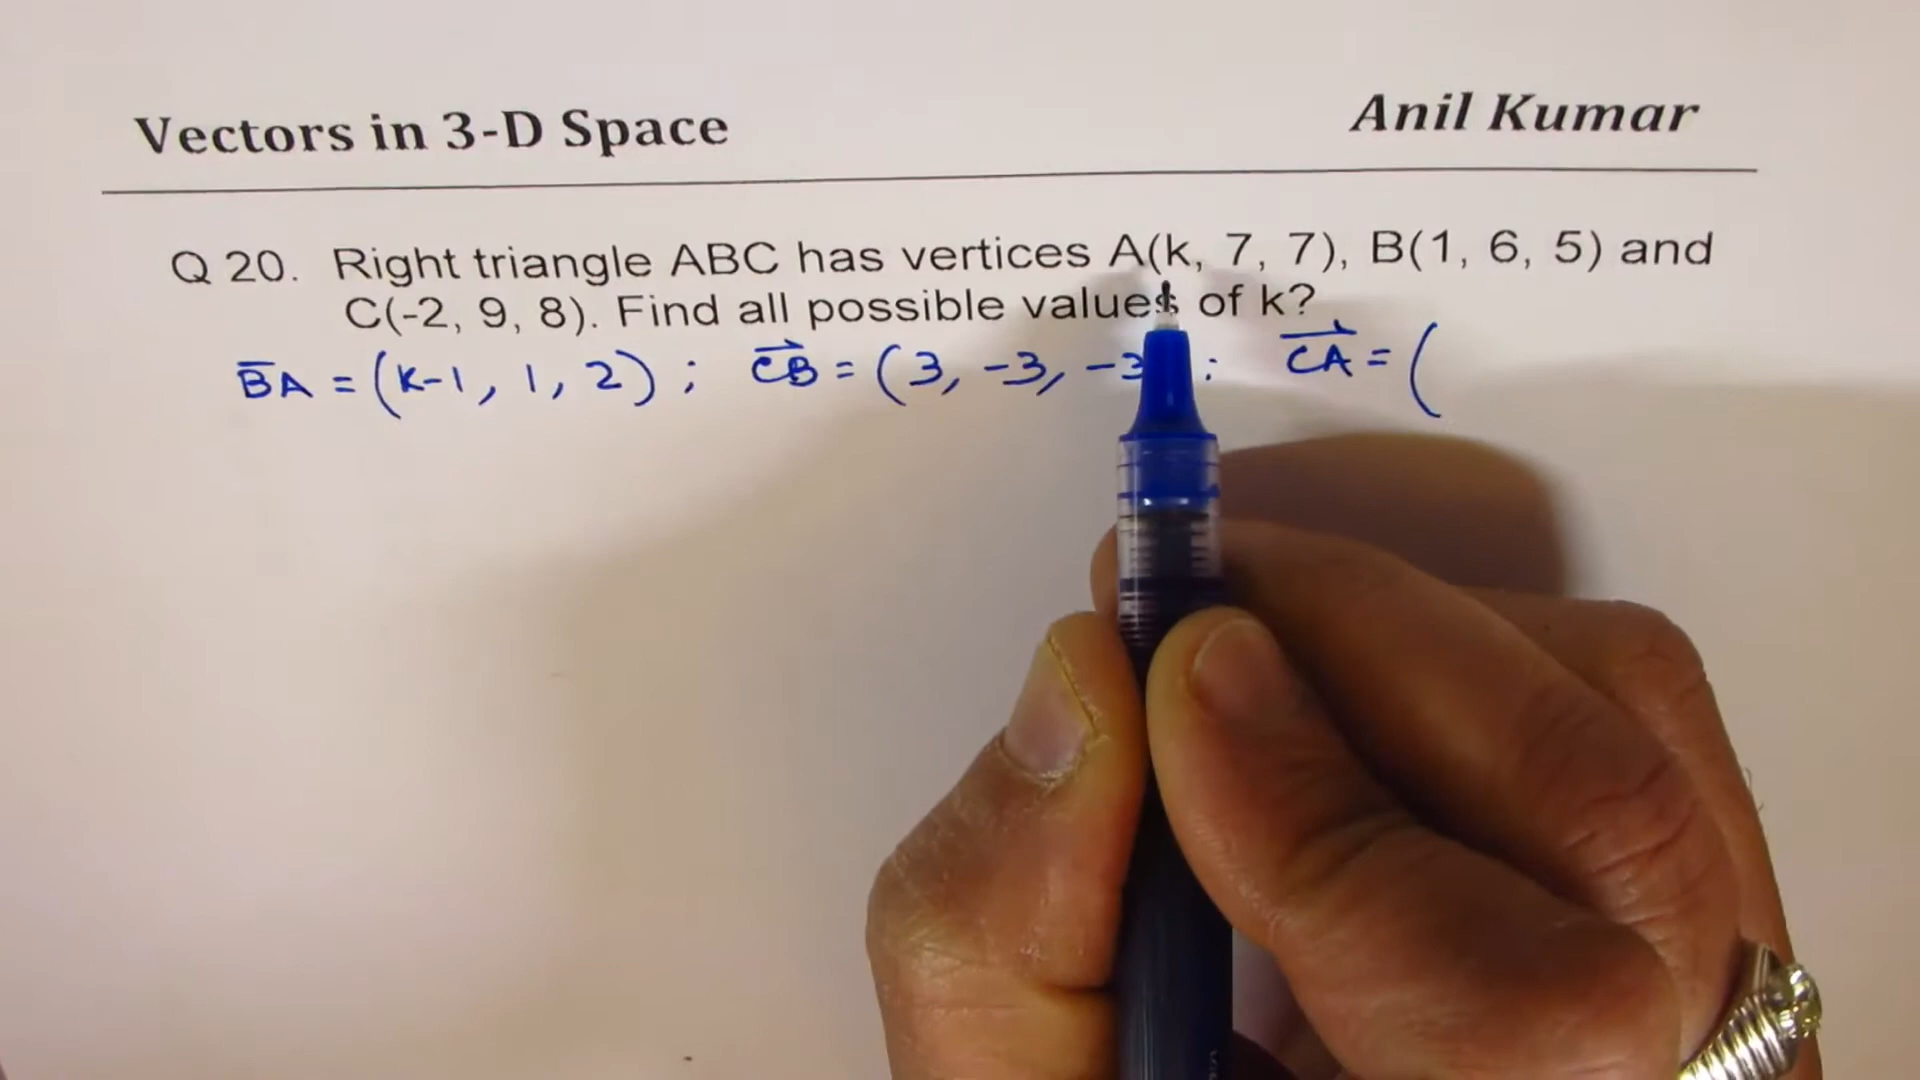 Vectors in 3-D Space
Anil Kumar
Q 20. Right triangle ABC has vertices A(k, 7, 7), B(1, 6, 5) and
C(-2, 9, 8). Find all possible values of k?
BA = (k-1, 1, 2) ; CB = (3, -3, -3 ; CA = (